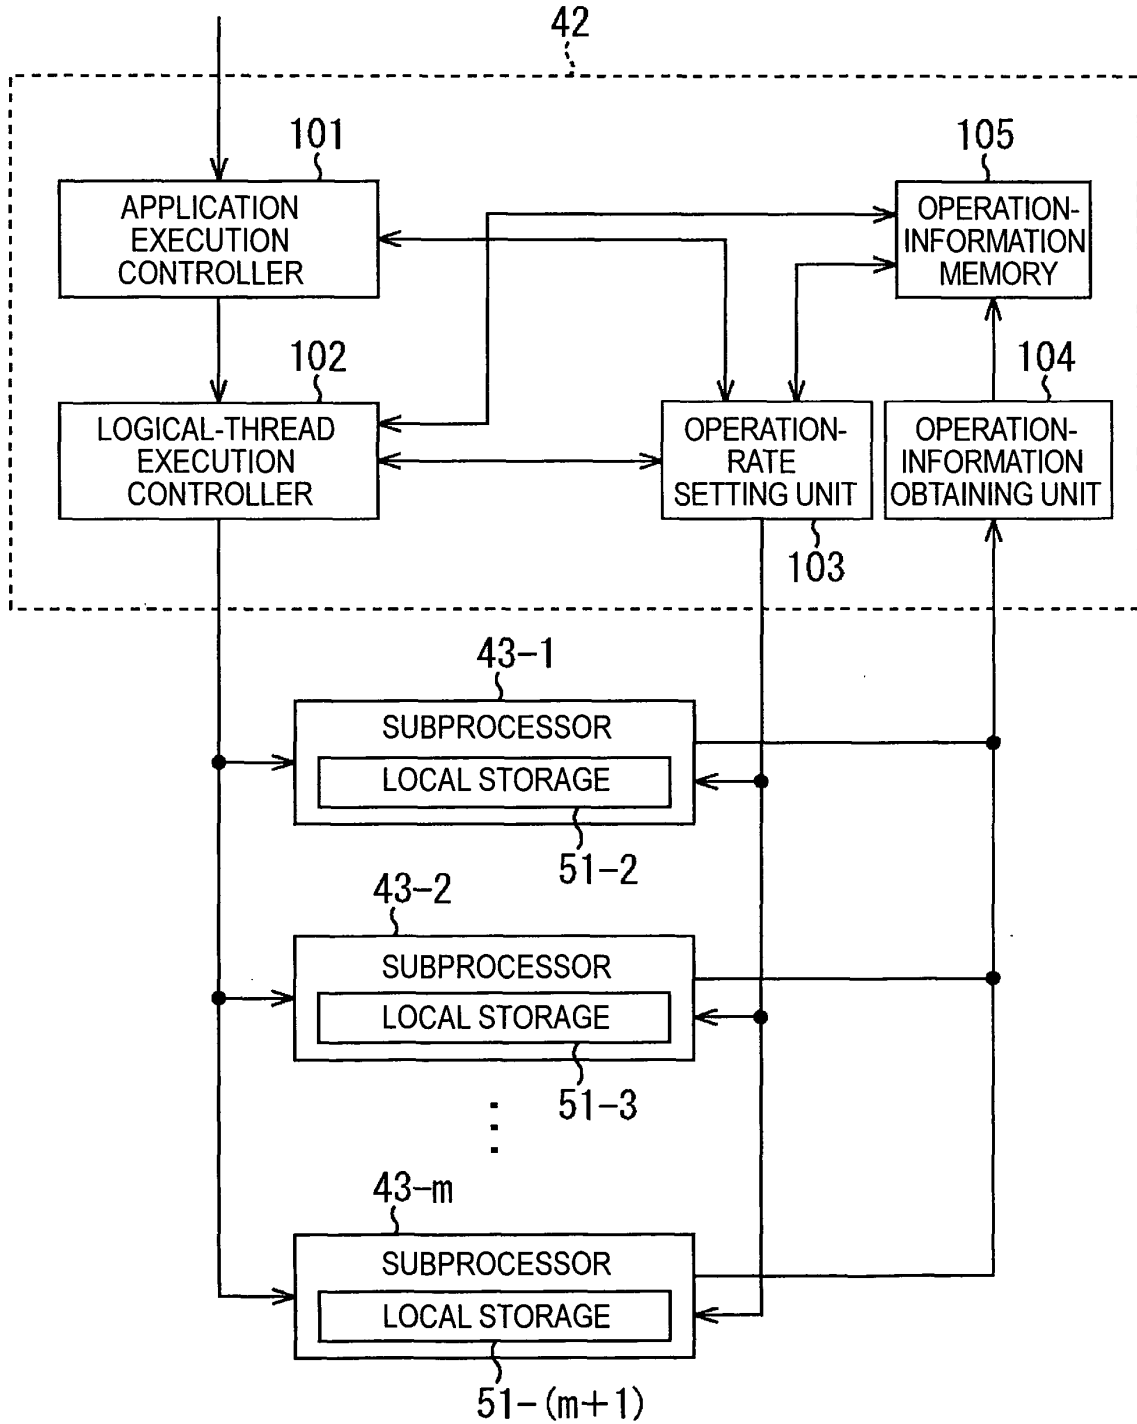 42
101
105
APPLICATION
EXECUTION
CONTROLLER
OPERATION-
INFORMATION
MEMORY
102
104
LOGICAL-THREAD
EXECUTION
CONTROLLER
OPERATION-
RATE
SETTING UNIT
OPERATION-
INFORMATION
OBTAINING UNIT
103
43-1
SUBPROCESSOR
LOCAL STORAGE
51-2
43-2
SUBPROCESSOR
LOCAL STORAGE
51-3
43-m
SUBPROCESSOR
LOCAL STORAGE
51-(m+1)